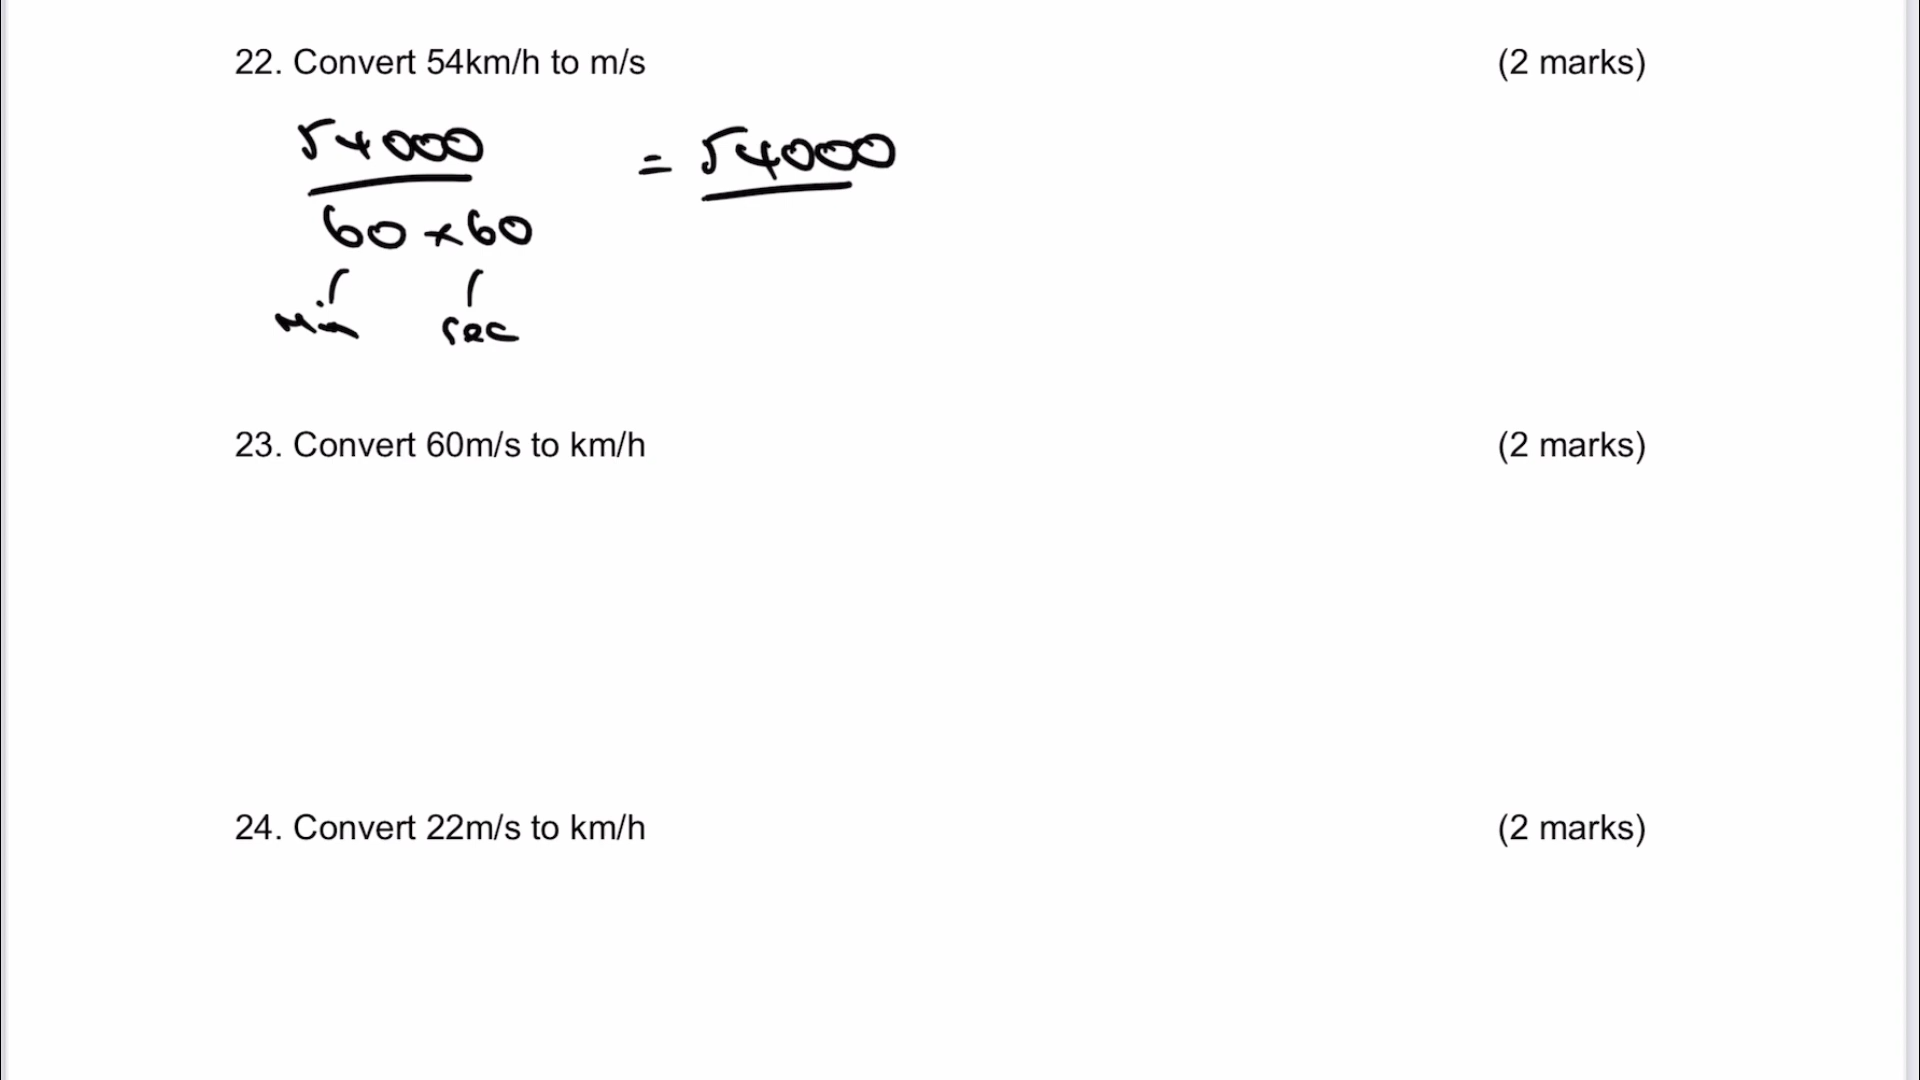 22. Convert 54km/h to m/s (2 marks)
54000 = 54000
60 × 60
min sec
23. Convert 60m/s to km/h (2 marks)
24. Convert 22m/s to km/h (2 marks)